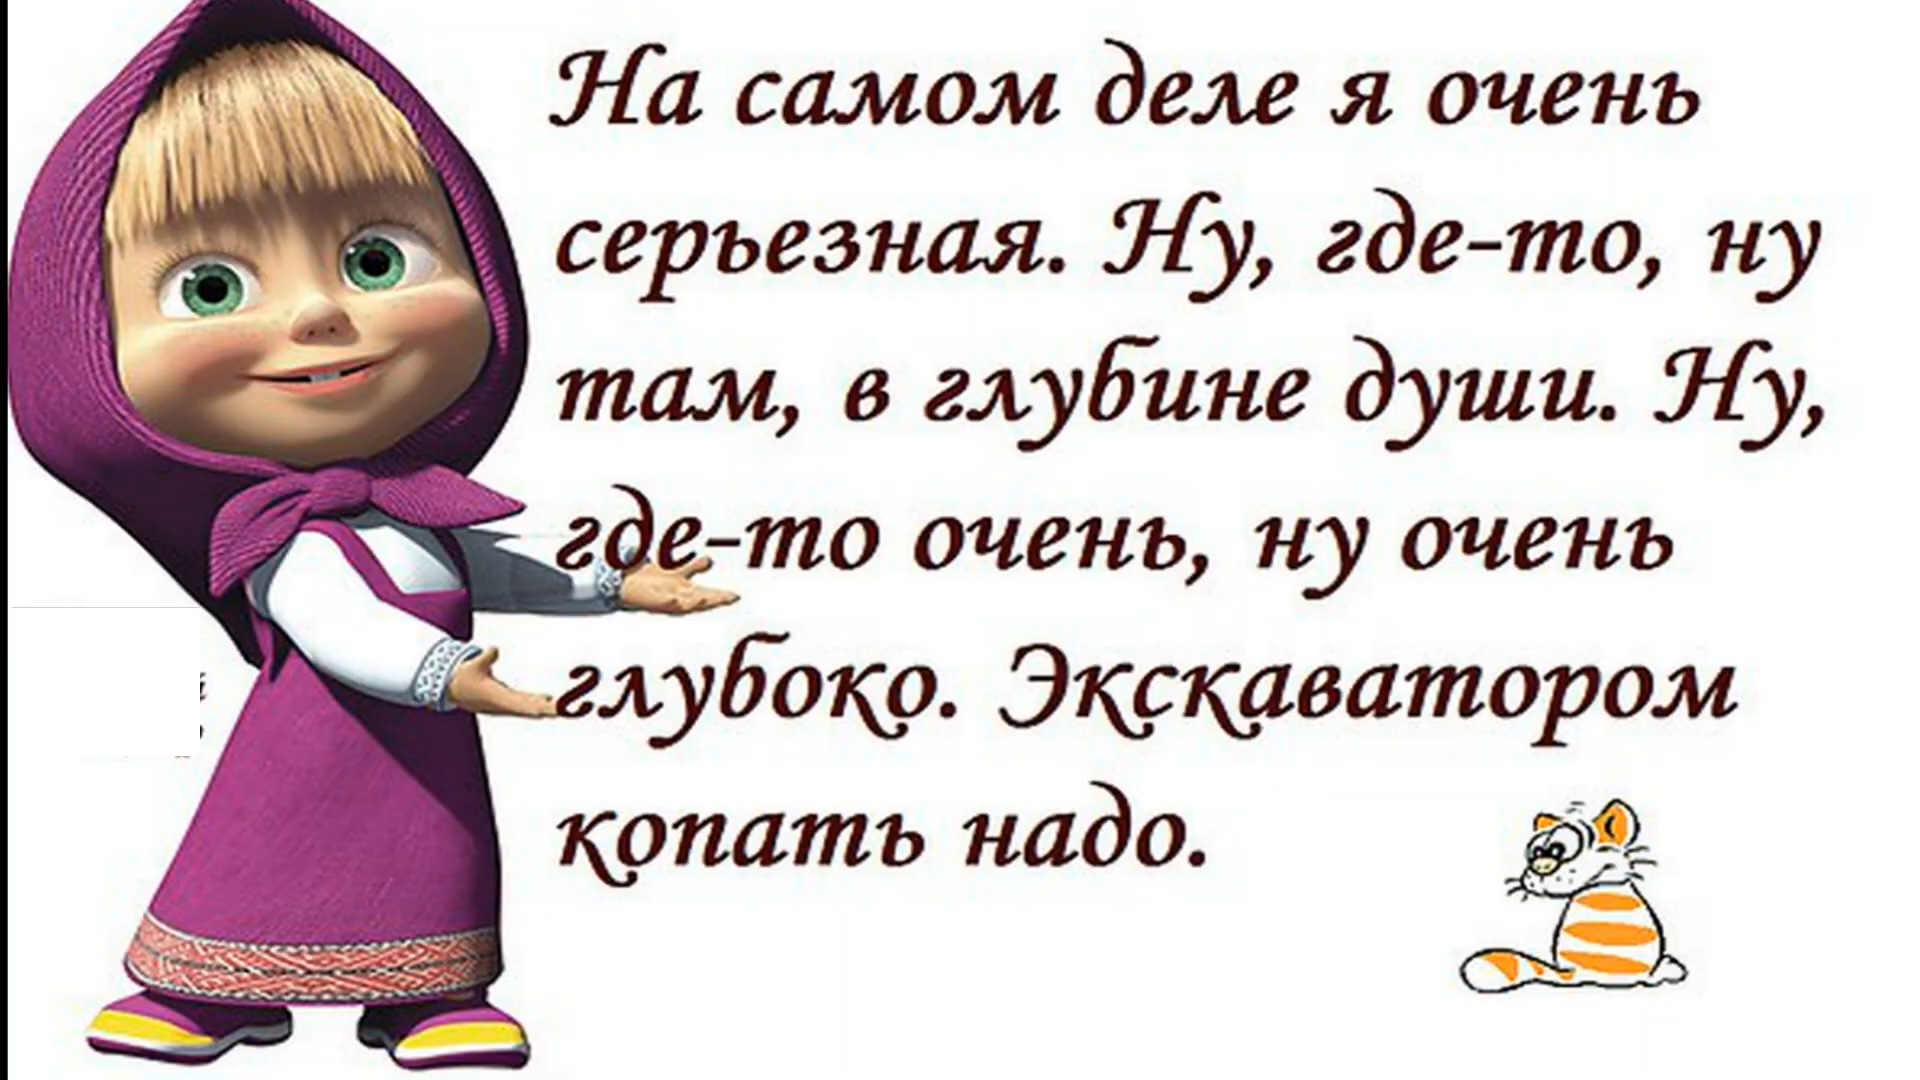 На самом деле я очень
серьезная. Ну, где-то, ну
там, в глубине души. Ну,
где-то очень, ну очень
глубоко. Экскаватором
копать надо.